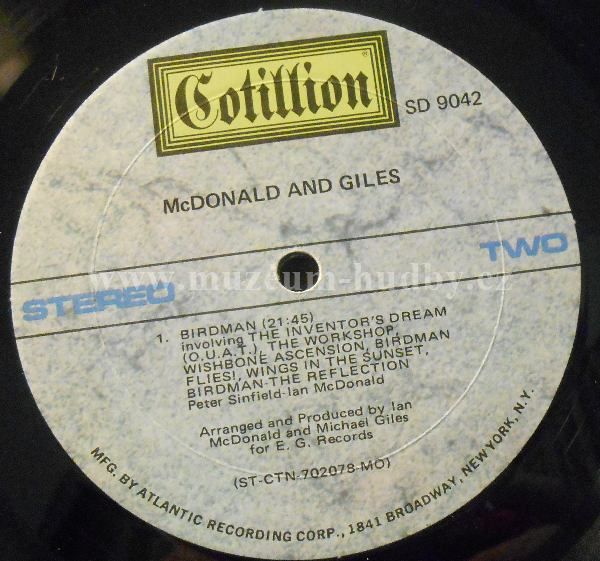 Cotillion ®
SD 9042
McDONALD AND GILES
STEREO TWO
www.muzeum-hudby.cz
1. BIRDMAN (21:45)
involving THE INVENTOR'S DREAM
(O.U.A.T.), THE WORKSHOP,
WISHBONE ASCENSION, BIRDMAN
FLIES!, WINGS IN THE SUNSET,
BIRDMAN-THE REFLECTION
Peter Sinfield-Ian McDonald
Arranged and Produced by Ian
McDonald and Michael Giles
for E. G. Records
(ST-CTN-702078-MO)
MFG. BY ATLANTIC RECORDING CORP., 1841 BROADWAY, NEW YORK, N.Y.